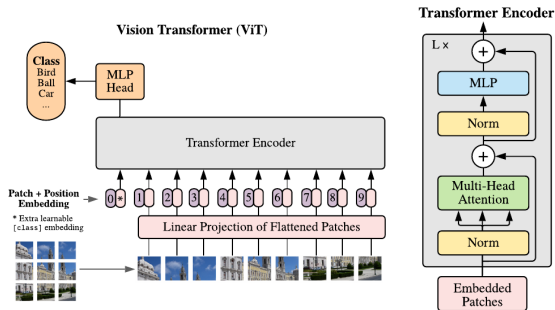 Vision Transformer (ViT)
Class
Bird
Ball
Car
...
MLP
Head
Transformer Encoder
Patch + Position
Embedding
0 * 1 2 3 4 5 6 7 8 9
* Extra learnable
[class] embedding
Linear Projection of Flattened Patches
Transformer Encoder
L ×
+
MLP
Norm
+
Multi-Head
Attention
Norm
Embedded
Patches